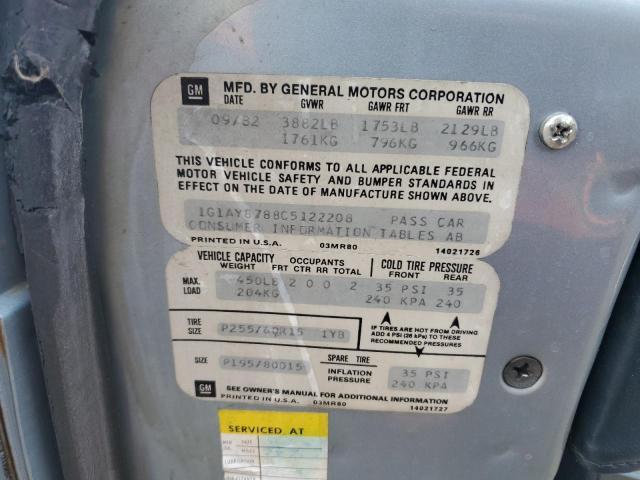 GM MFD. BY GENERAL MOTORS CORPORATION
DATE GVWR GAWR FRT GAWR RR
09/82 3882LB 1753LB 2129LB
1761KG 796KG 966KG
THIS VEHICLE CONFORMS TO ALL APPLICABLE FEDERAL
MOTOR VEHICLE SAFETY AND BUMPER STANDARDS IN
EFFECT ON THE DATE OF MANUFACTURE SHOWN ABOVE.
1G1AY8788C5122208 PASS CAR
CONSUMER INFORMATION TABLES AB
PRINTED IN U.S.A. 03MR80 14021726
VEHICLE CAPACITY OCCUPANTS COLD TIRE PRESSURE
WEIGHT FRT CTR RR TOTAL FRONT REAR
MAX. LOAD 450LB 2 0 0 2 35 PSI 35
204KG 240 KPA 240
TIRE SIZE P255/60R15 1YB
IF TIRES ARE HOT FROM DRIVING
ADD 4 PSI (28 kPa) TO THESE
RECOMMENDED PRESSURES
SIZE P195/80D15 SPARE TIRE
INFLATION PRESSURE 35 PSI
240 KPA
GM SEE OWNER'S MANUAL FOR ADDITIONAL INFORMATION
PRINTED IN U.S.A. 03MR80 14021727
SERVICED AT